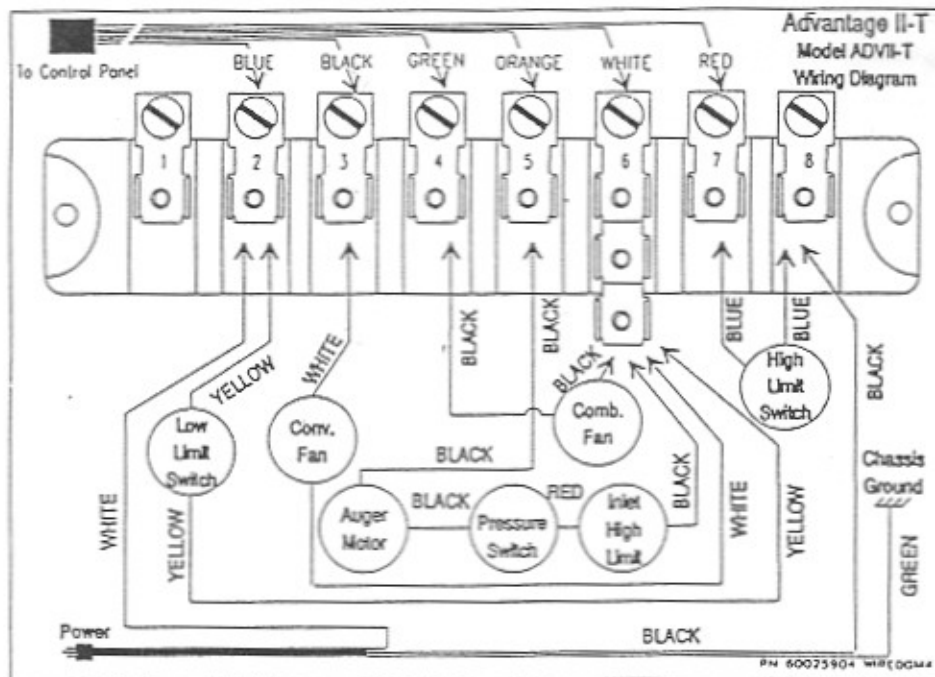 Advantage II-T
Model ADVII-T
Wiring Diagram
To Control Panel
BLUE
BLACK
GREEN
ORANGE
WHITE
RED
1
2
3
4
5
6
7
8
BLACK
BLACK
BLUE
BLUE
YELLOW
WHITE
BLACK
BLACK
High
Limit
Switch
Low
Limit
Switch
Conv.
Fan
Comb.
Fan
BLACK
Chassis
Ground
WHITE
YELLOW
Auger
Motor
BLACK
Pressure
Switch
RED
Inlet
High
Limit
BLACK
WHITE
YELLOW
GREEN
Power
BLACK
PN 60025904 WIREDGM4